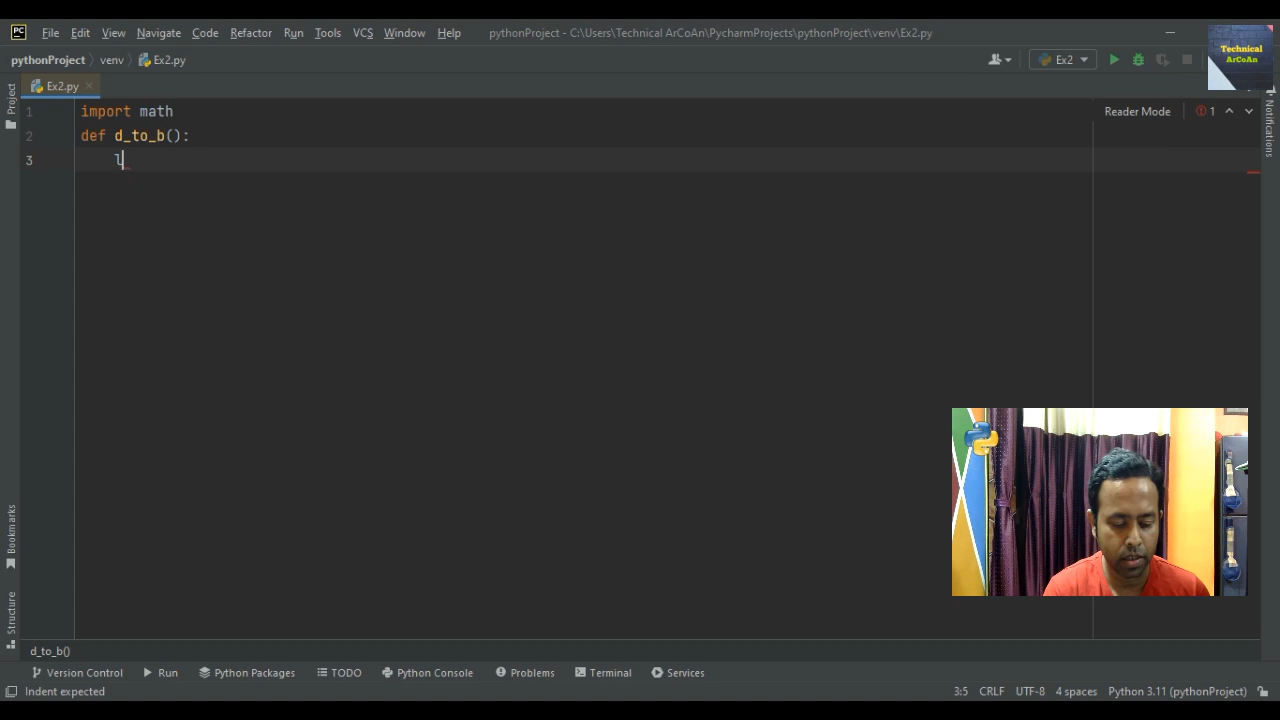 PC File Edit View Navigate Code Refactor Run Tools VCS Window Help pythonProject - C:\Users\Technical ArCoAn\PycharmProjects\pythonProject\venv\Ex2.py
Technical
ArCoAn
pythonProject venv Ex2.py Ex2
Project
Ex2.py
Notifications
1 import math Reader Mode 1
2 def d_to_b():
3 l
Bookmarks
Structure
d_to_b()
Version Control Run Python Packages TODO Python Console Problems Terminal Services
Indent expected 3:5 CRLF UTF-8 4 spaces Python 3.11 (pythonProject)